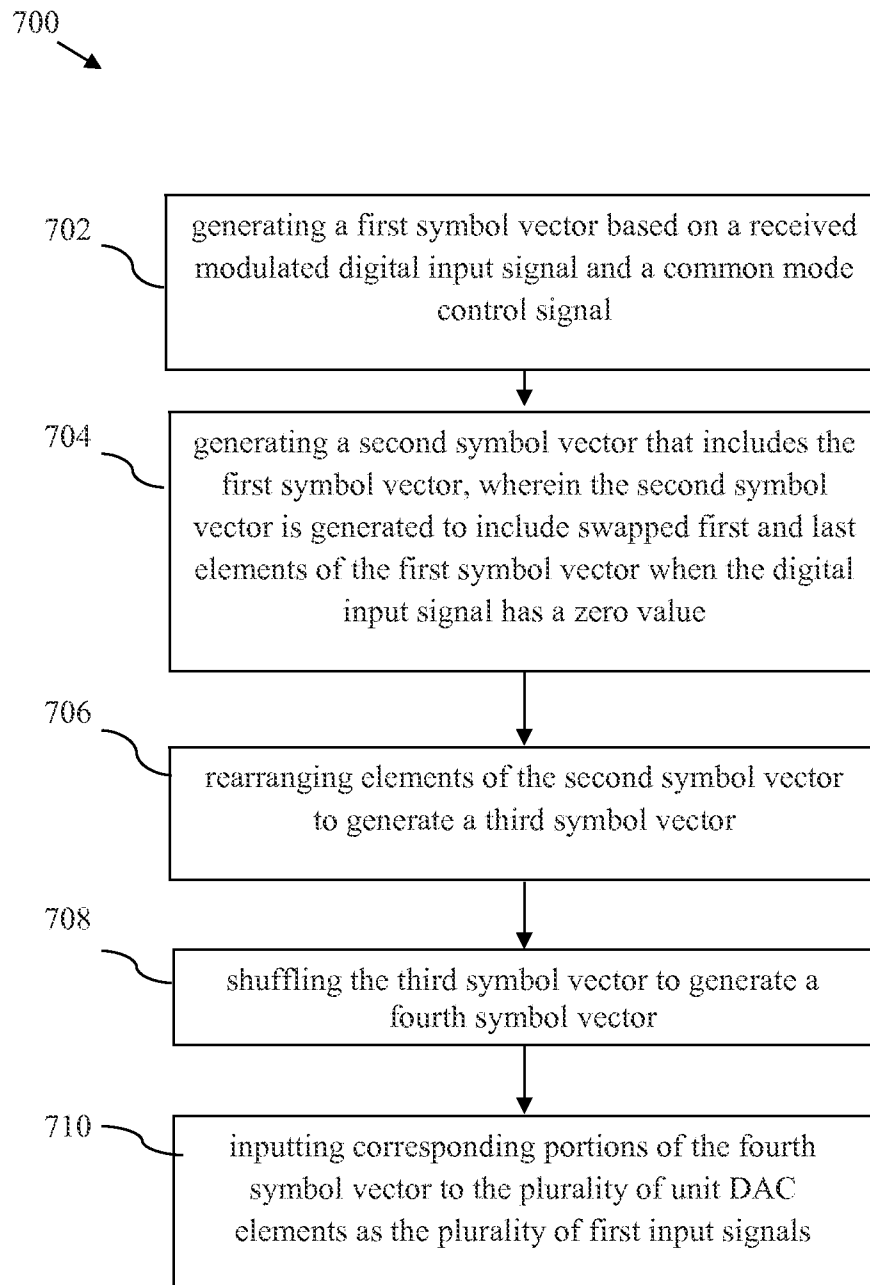 700
702
generating a first symbol vector based on a received
modulated digital input signal and a common mode
control signal
704
generating a second symbol vector that includes the
first symbol vector, wherein the second symbol
vector is generated to include swapped first and last
elements of the first symbol vector when the digital
input signal has a zero value
706
rearranging elements of the second symbol vector
to generate a third symbol vector
708
shuffling the third symbol vector to generate a
fourth symbol vector
710
inputting corresponding portions of the fourth
symbol vector to the plurality of unit DAC
elements as the plurality of first input signals